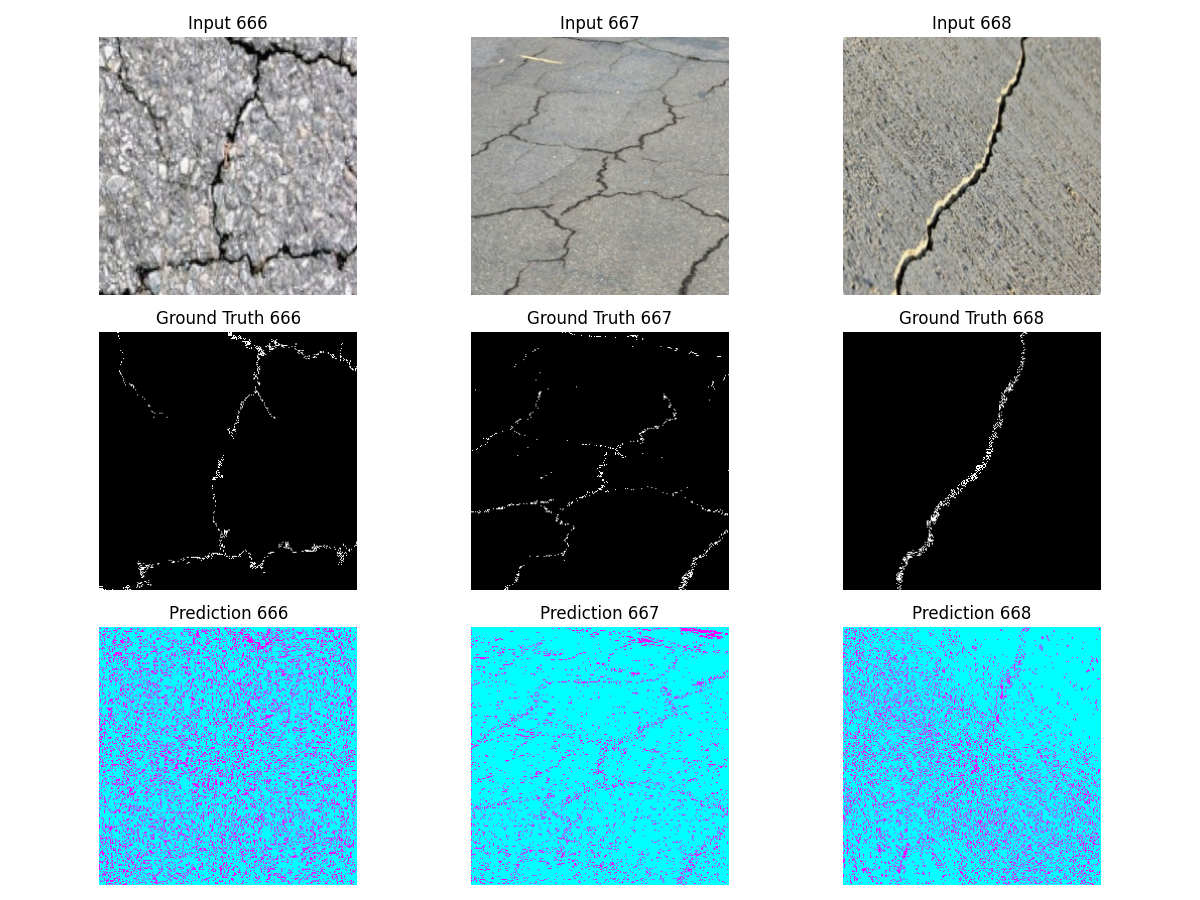 Input 666
Input 667
Input 668
Ground Truth 666
Ground Truth 667
Ground Truth 668
Prediction 666
Prediction 667
Prediction 668